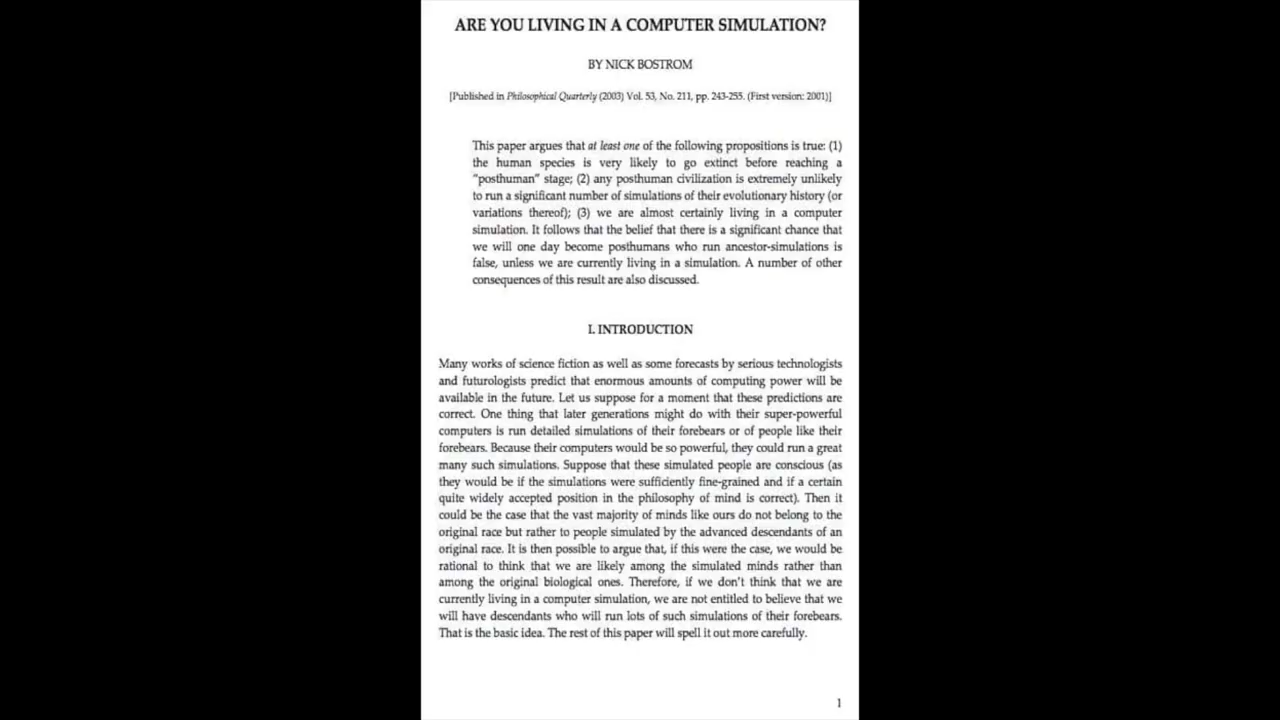 ARE YOU LIVING IN A COMPUTER SIMULATION?
BY NICK BOSTROM
[Published in Philosophical Quarterly (2003) Vol. 53, No. 211, pp. 243-255. (First version: 2001)]
This paper argues that at least one of the following propositions is true: (1)
the human species is very likely to go extinct before reaching a
“posthuman” stage; (2) any posthuman civilization is extremely unlikely
to run a significant number of simulations of their evolutionary history (or
variations thereof); (3) we are almost certainly living in a computer
simulation. It follows that the belief that there is a significant chance that
we will one day become posthumans who run ancestor-simulations is
false, unless we are currently living in a simulation. A number of other
consequences of this result are also discussed.
I. INTRODUCTION
Many works of science fiction as well as some forecasts by serious technologists
and futurologists predict that enormous amounts of computing power will be
available in the future. Let us suppose for a moment that these predictions are
correct. One thing that later generations might do with their super-powerful
computers is run detailed simulations of their forebears or of people like their
forebears. Because their computers would be so powerful, they could run a great
many such simulations. Suppose that these simulated people are conscious (as
they would be if the simulations were sufficiently fine-grained and if a certain
quite widely accepted position in the philosophy of mind is correct). Then it
could be the case that the vast majority of minds like ours do not belong to the
original race but rather to people simulated by the advanced descendants of an
original race. It is then possible to argue that, if this were the case, we would be
rational to think that we are likely among the simulated minds rather than
among the original biological ones. Therefore, if we don't think that we are
currently living in a computer simulation, we are not entitled to believe that we
will have descendants who will run lots of such simulations of their forebears.
That is the basic idea. The rest of this paper will spell it out more carefully.
1